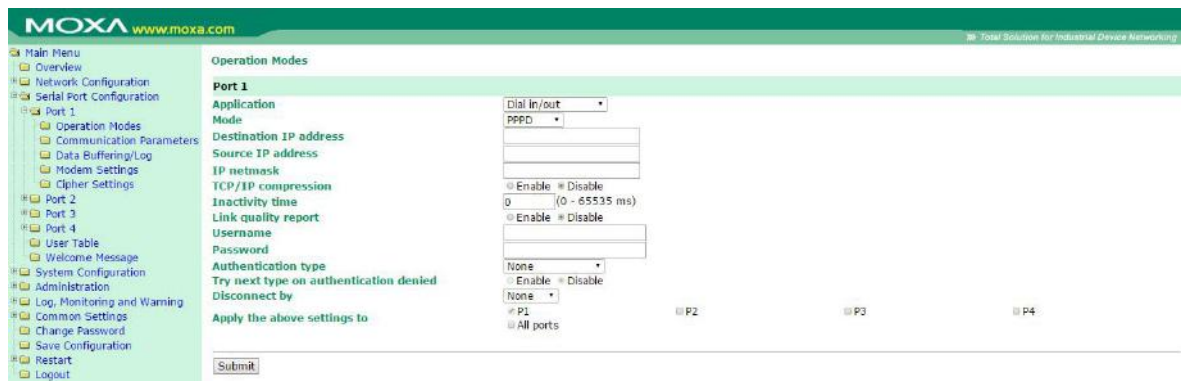 MOXA www.moxa.com
Total Solution for Industrial Device Networking
Main Menu
Overview
Network Configuration
Serial Port Configuration
Port 1
Operation Modes
Communication Parameters
Data Buffering/Log
Modem Settings
Cipher Settings
Port 2
Port 3
Port 4
User Table
Welcome Message
System Configuration
Administration
Log, Monitoring and Warning
Common Settings
Change Password
Save Configuration
Restart
Logout
Operation Modes
Port 1
Application Dial in/out
Mode PPPD
Destination IP address
Source IP address
IP netmask
TCP/IP compression Enable Disable
Inactivity time 0 (0 - 65535 ms)
Link quality report Enable Disable
Username
Password
Authentication type None
Try next type on authentication denied Enable Disable
Disconnect by None
Apply the above settings to P1 P2 P3 P4
All ports
Submit